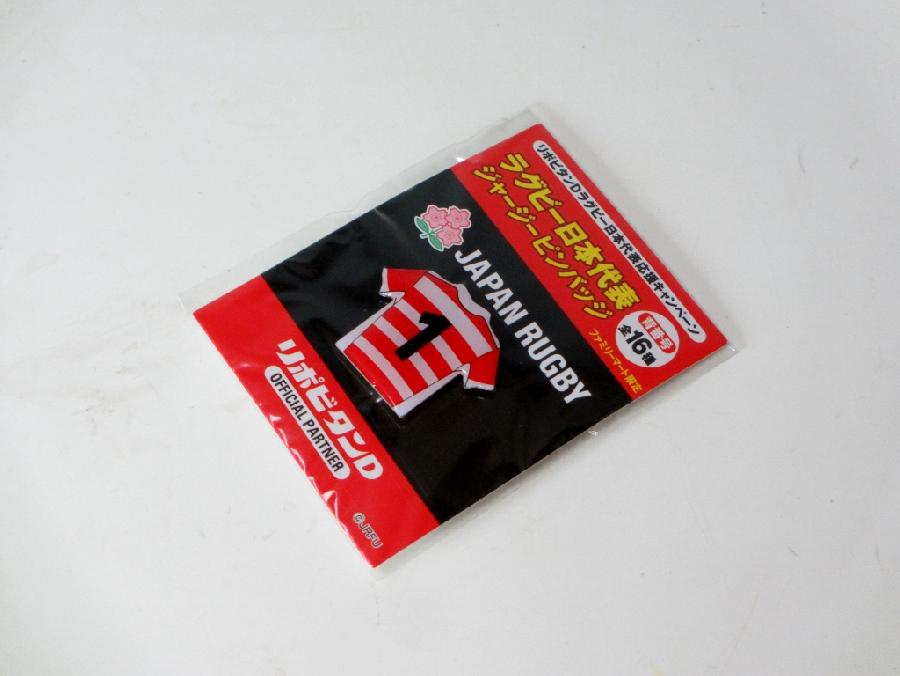 リポビタンDラグビー日本代表応援キャンペーン
ラグビー日本代表
ジャージーピンバッジ
背番号
全16種
ファミリーマート限定
JAPAN RUGBY
1
リポビタンD
OFFICIAL PARTNER
© JRFU